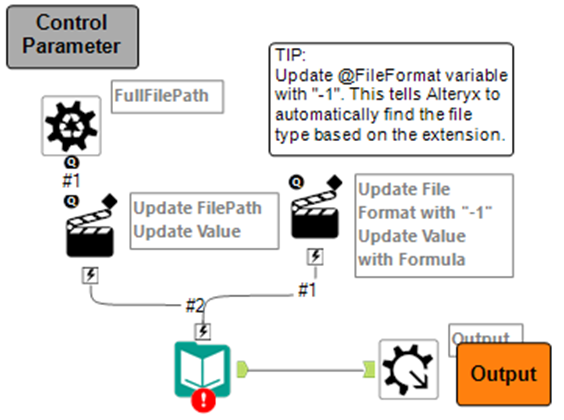 Control
Parameter
FullFilePath
TIP:
Update @FileFormat variable
with "-1". This tells Alteryx to
automatically find the file
type based on the extension.
Q
#1
Q
Update FilePath
Update Value
Q
Update File
Format with "-1"
Update Value
with Formula
#2
#1
Output
Output